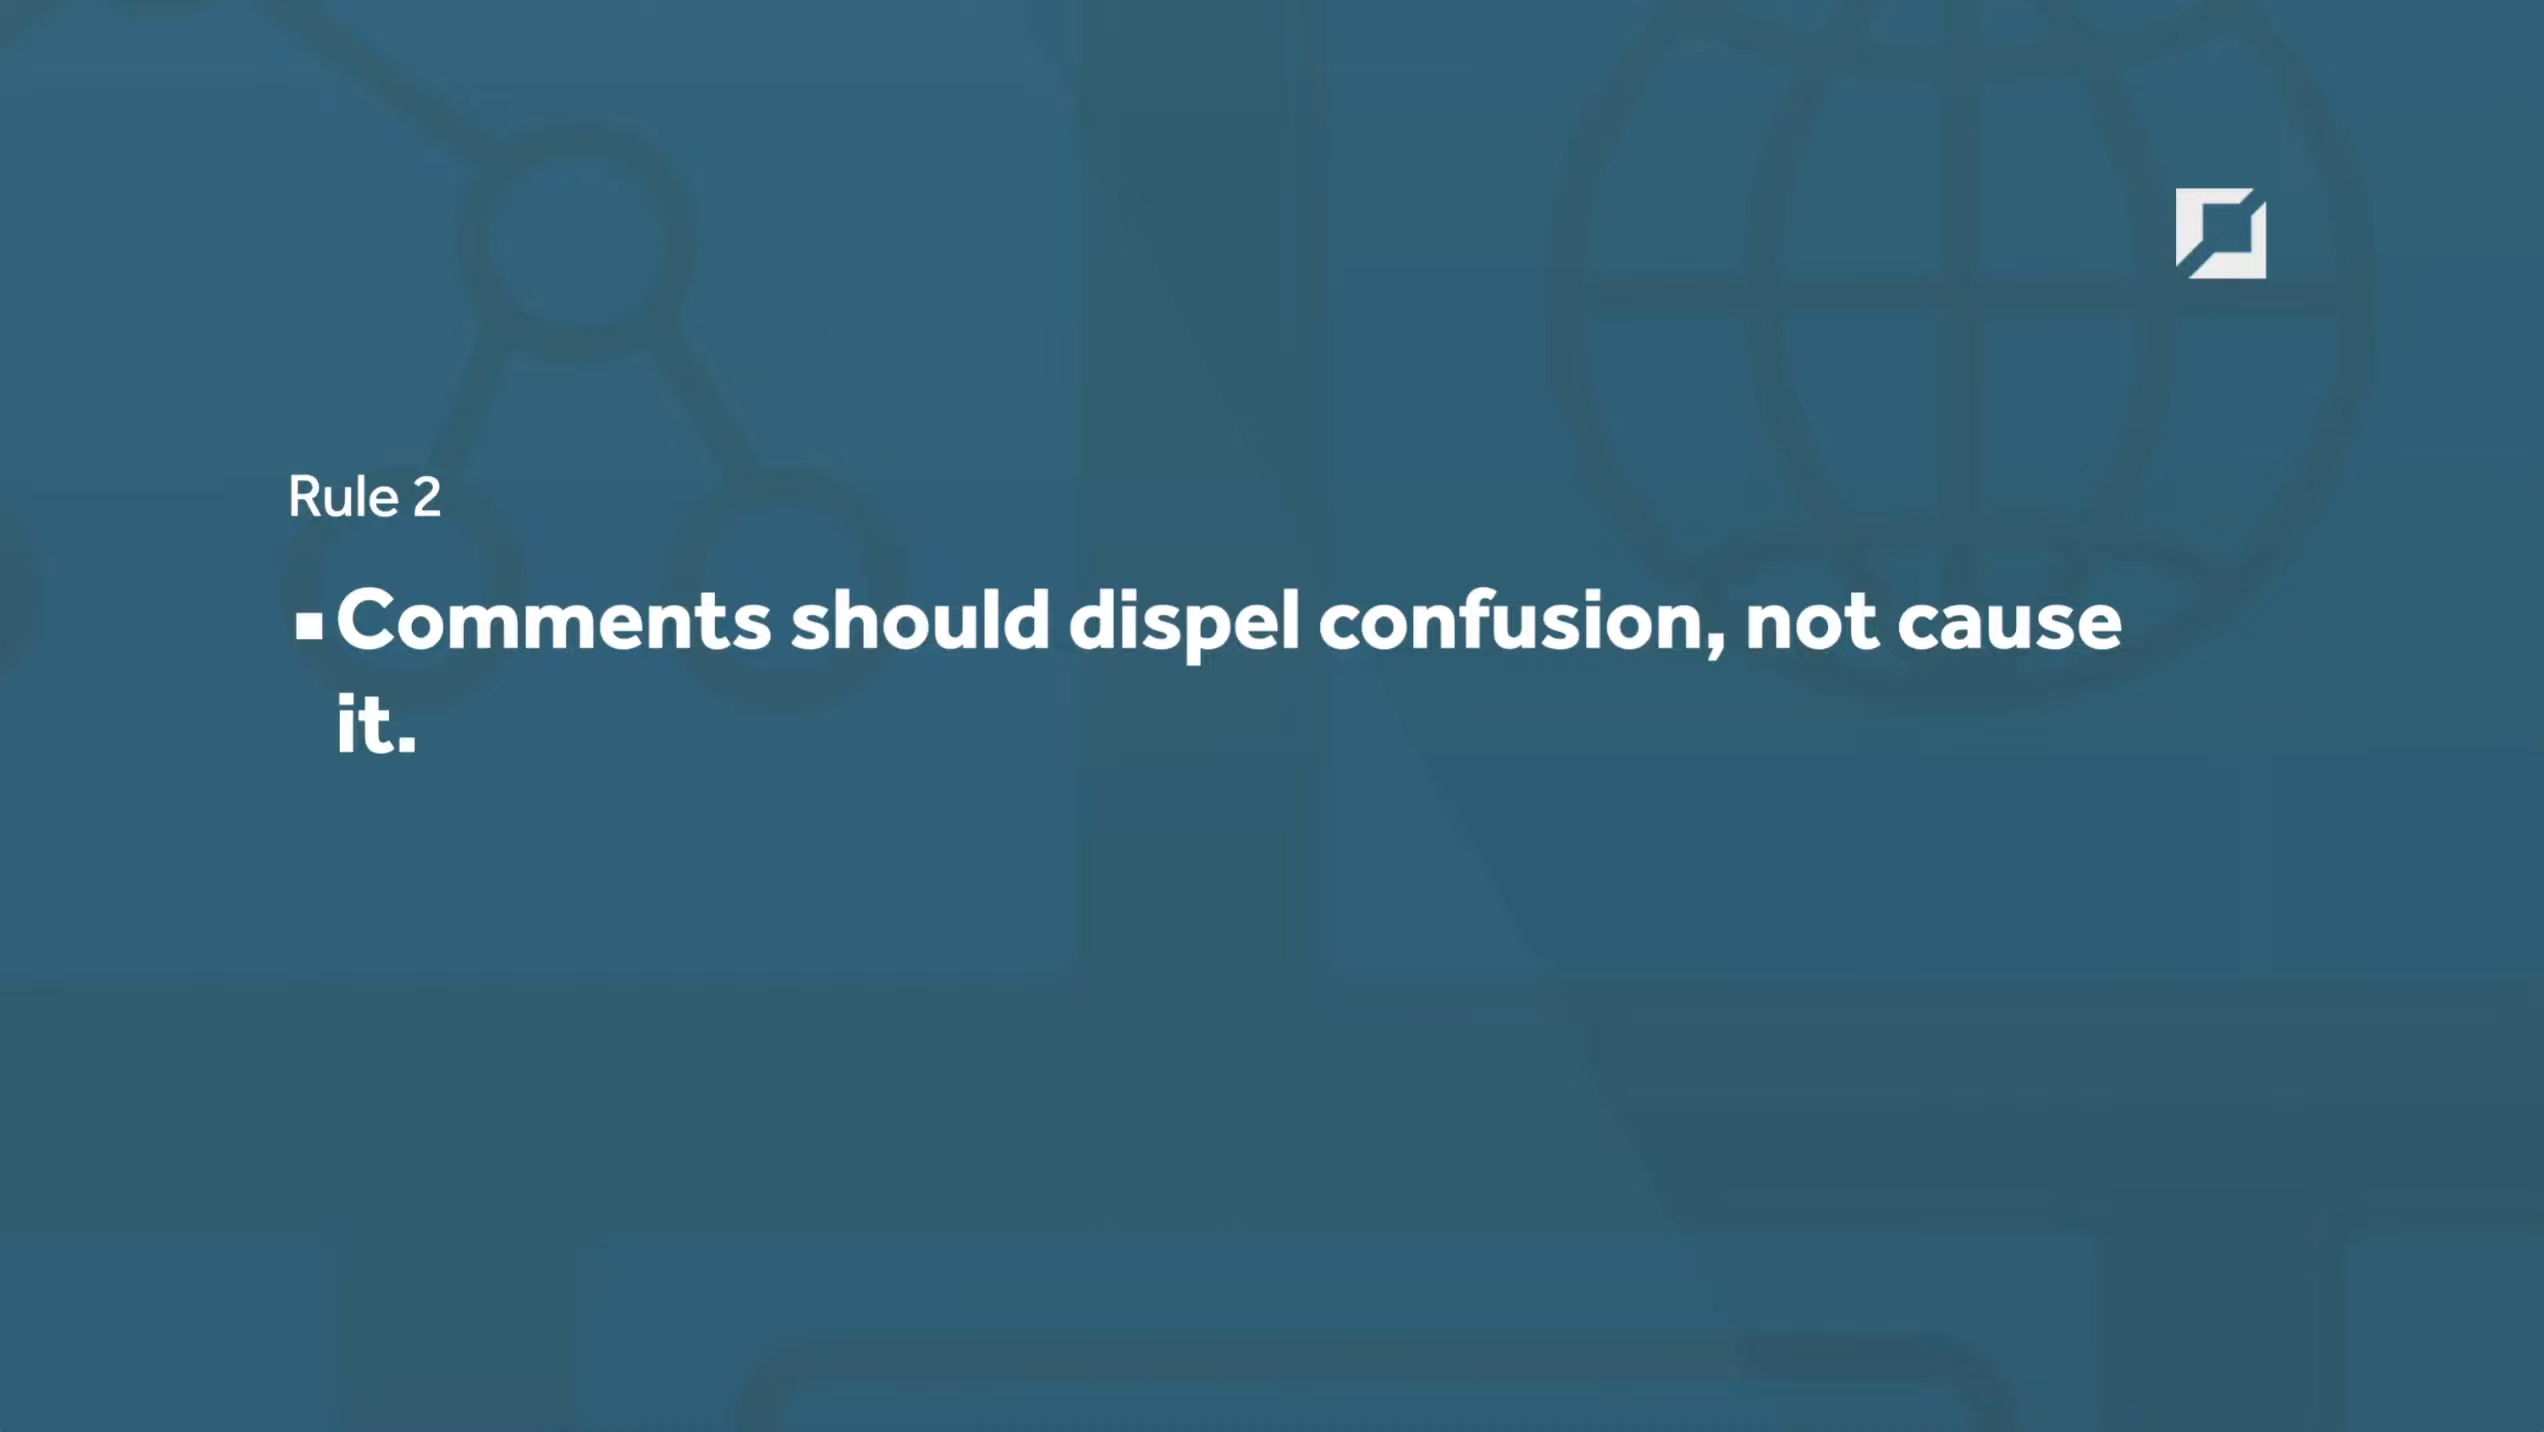 Rule 2
▪Comments should dispel confusion, not cause
it.